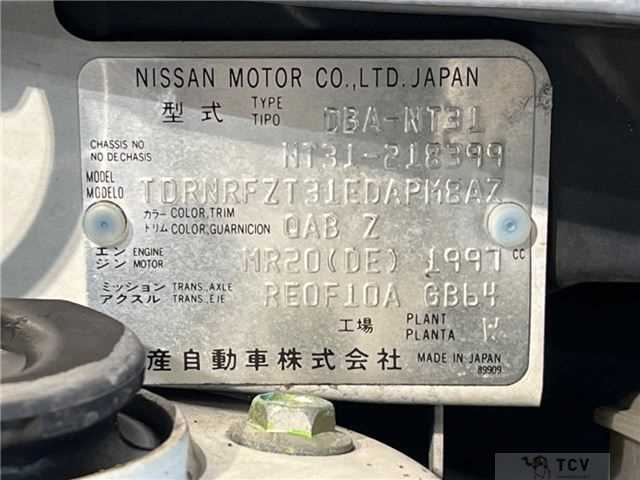 NISSAN MOTOR CO.,LTD. JAPAN
型式 TYPE TIPO DBA-NT31
CHASSIS NO NO DE CHASIS NT31-218399
MODEL MODELO TDRNRFZT31EDAPM8AZ
カラー COLOR,TRIM トリム COLOR,GUARNICION QAB Z
エンジン ENGINE MOTOR MR20(DE) 1997 cc
ミッション TRANS.,AXLE アクスル TRANS.,EJE RE0F10A GB64
工場 PLANT PLANTA W
産自動車株式会社 MADE IN JAPAN
89909
TCV